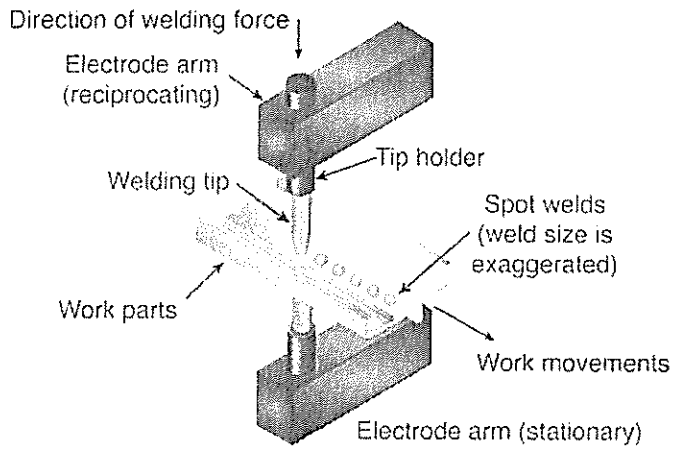 Direction of welding force
Electrode arm
(reciprocating)
Tip holder
Welding tip
Spot welds
(weld size is
exaggerated)
Work parts
Work movements
Electrode arm (stationary)